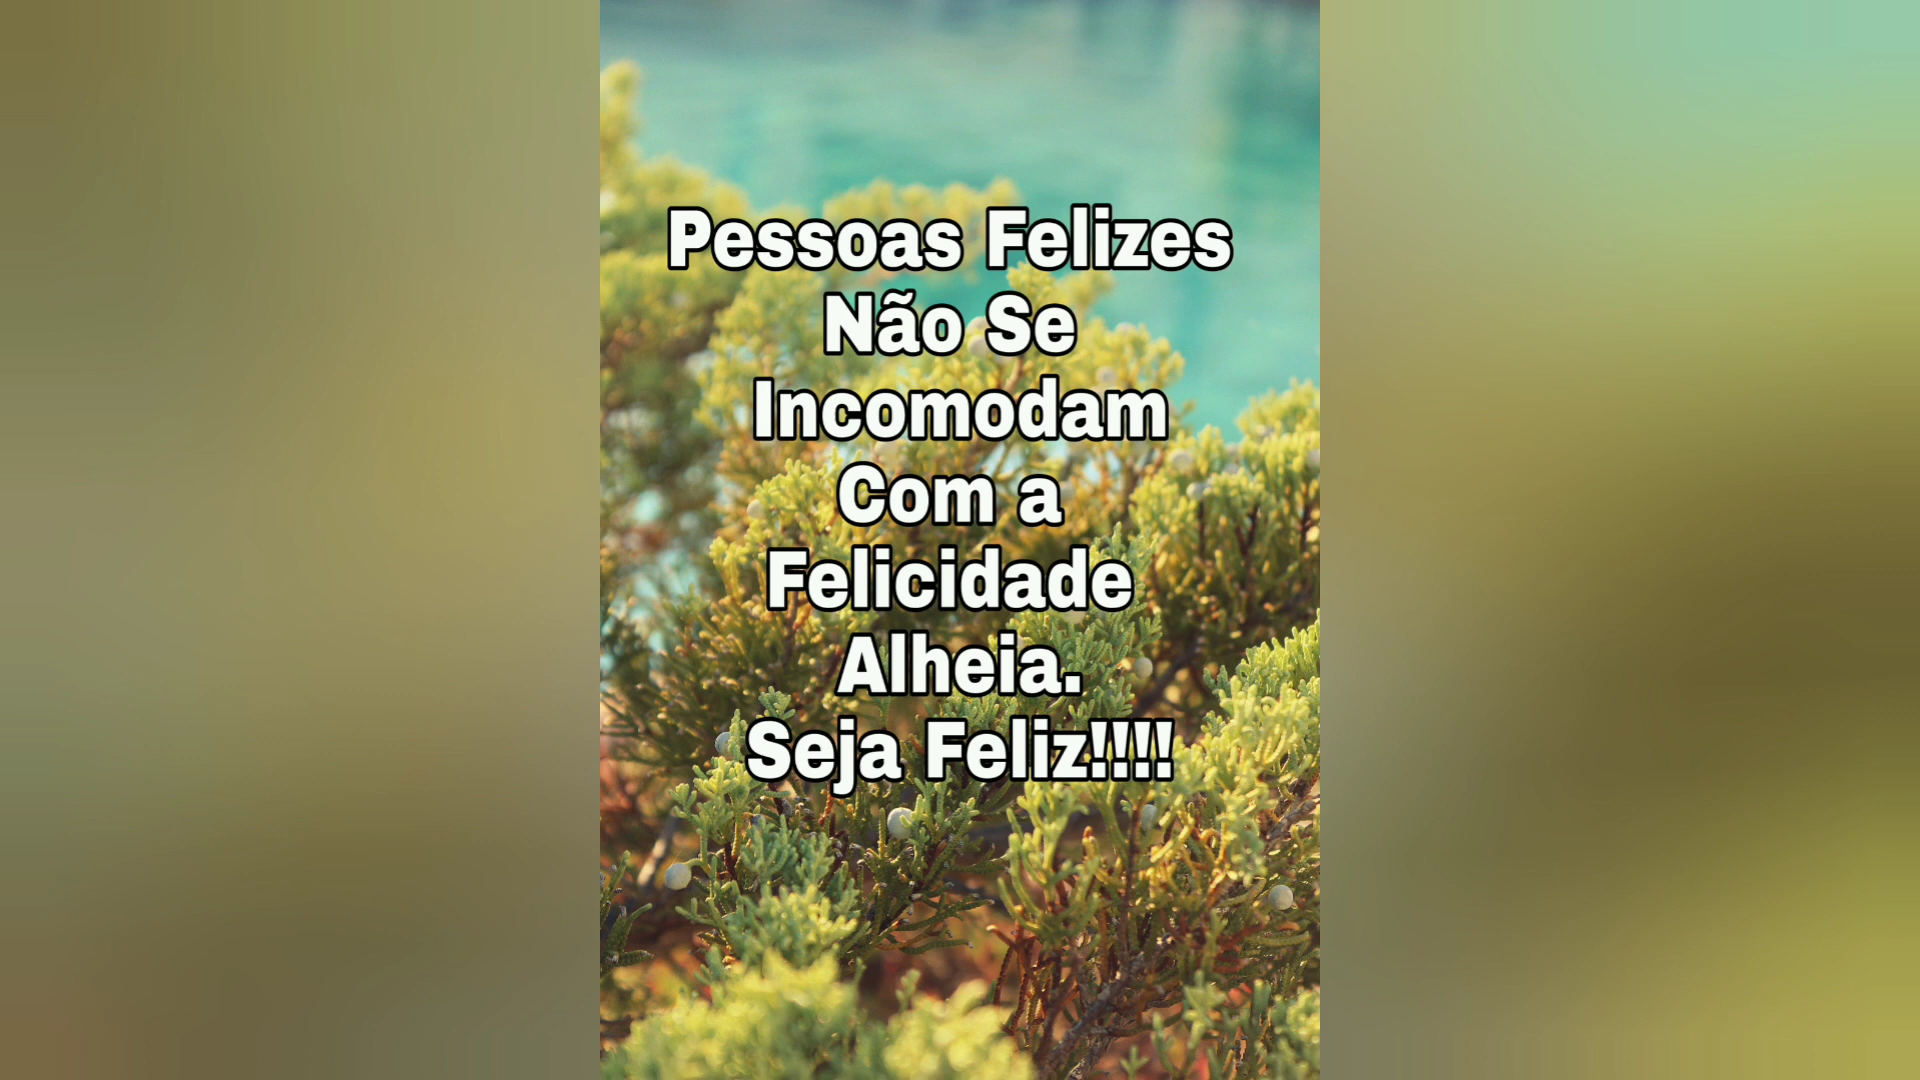 Pessoas Felizes
Não Se
Incomodam
Com a
Felicidade
Alheia.
Seja Feliz!!!!